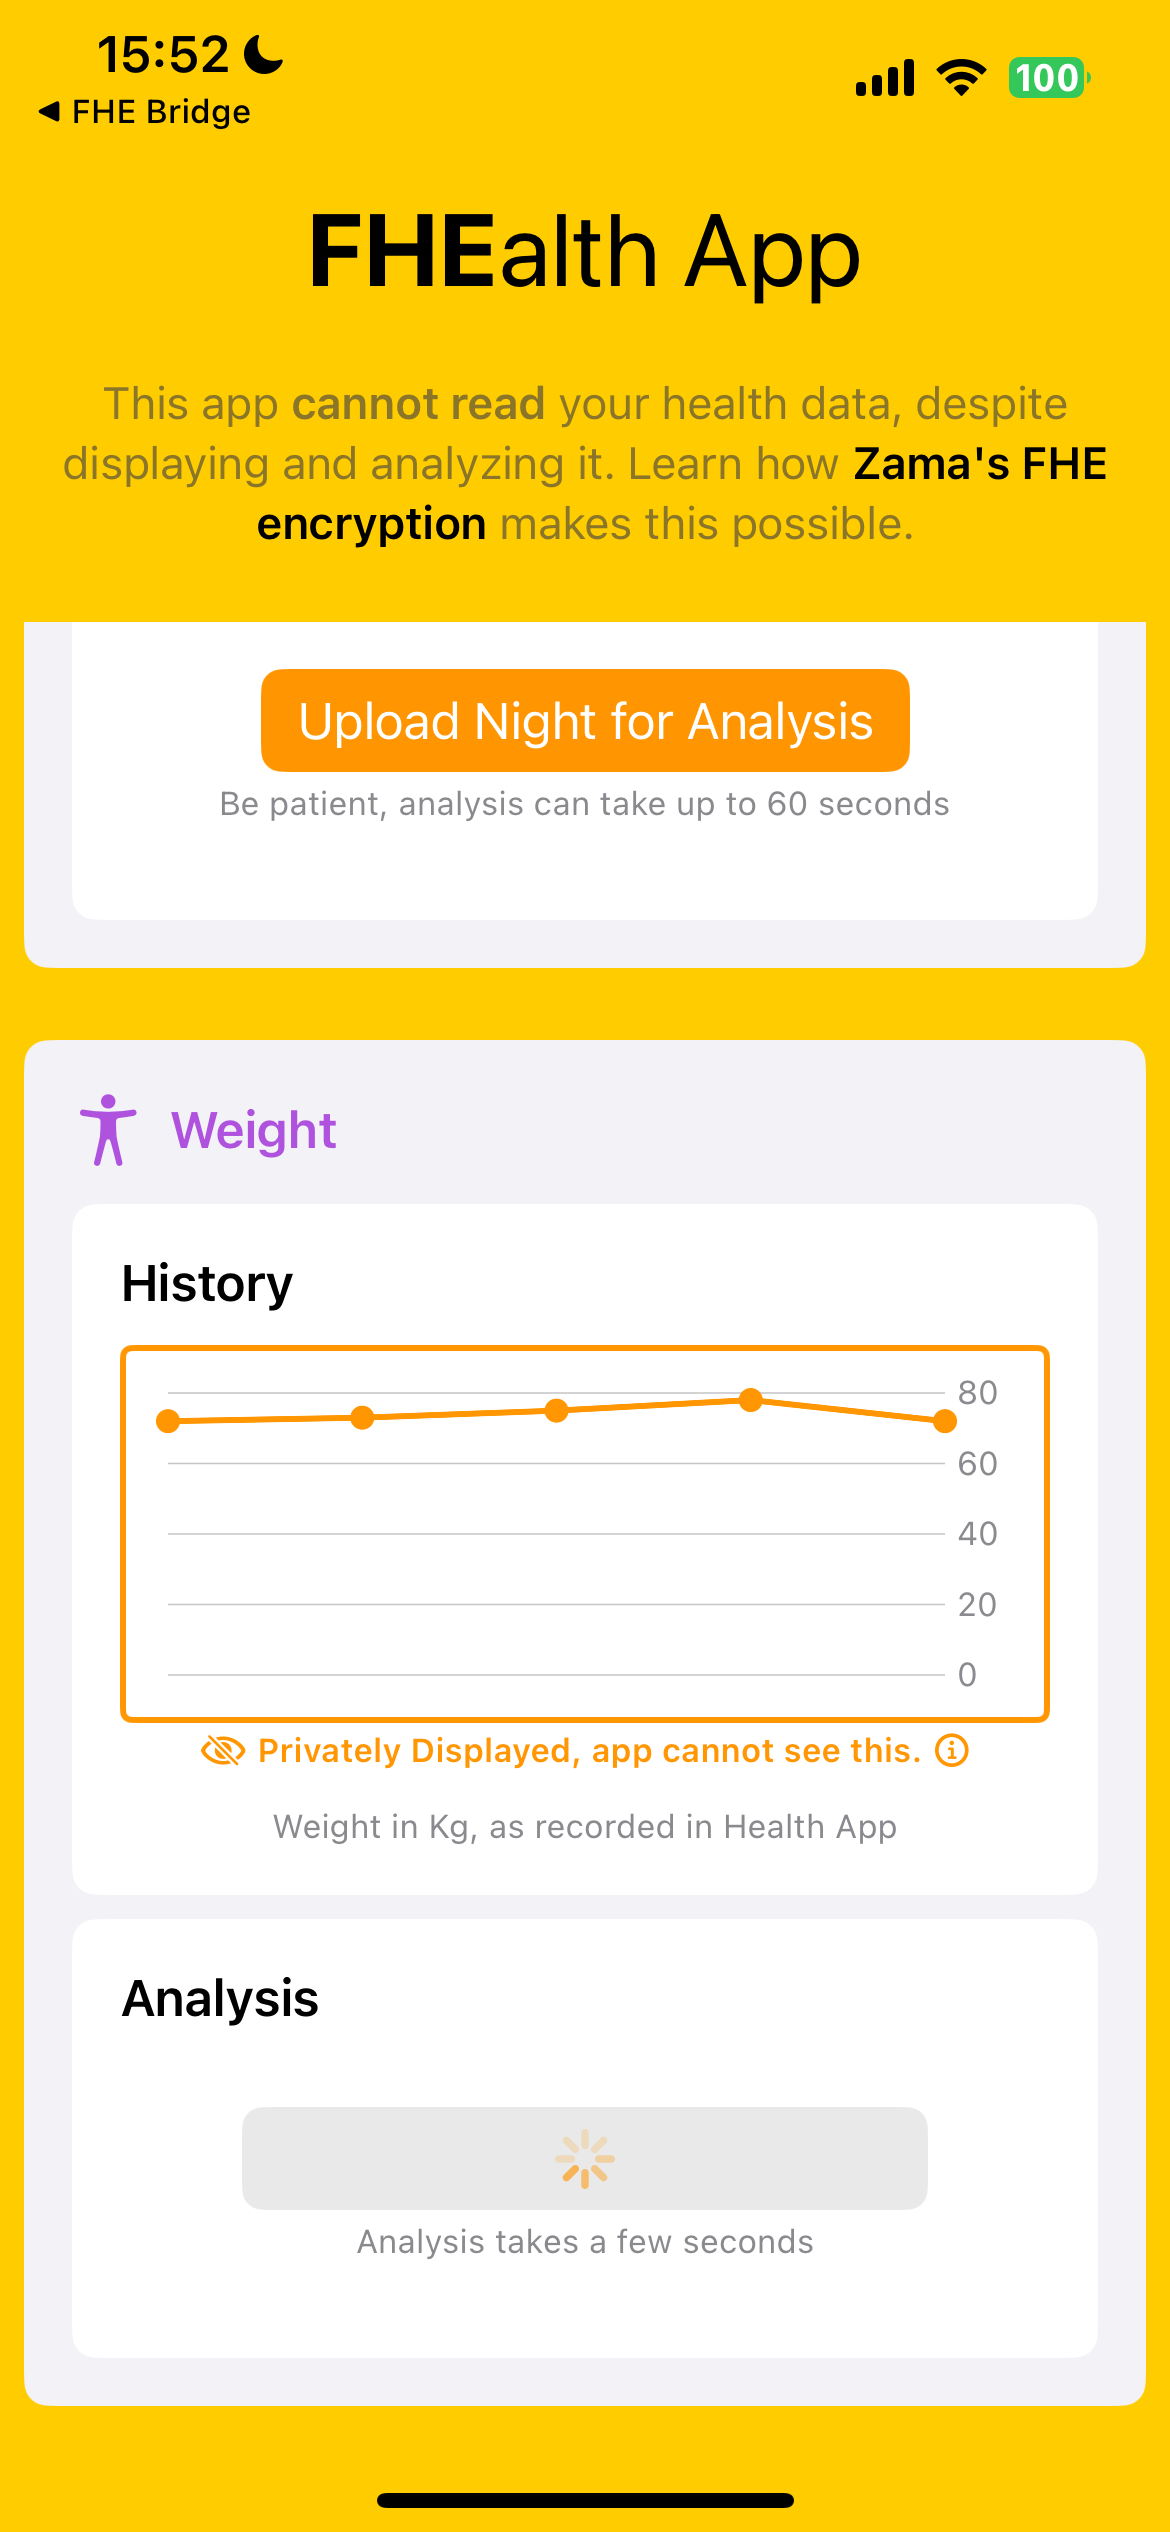 15:52
100
◀ FHE Bridge
FHEalth App
This app cannot read your health data, despite
displaying and analyzing it. Learn how Zama's FHE
encryption makes this possible.
Upload Night for Analysis
Be patient, analysis can take up to 60 seconds
Weight
History
80
60
40
20
0
Privately Displayed, app cannot see this.
Weight in Kg, as recorded in Health App
Analysis
Analysis takes a few seconds